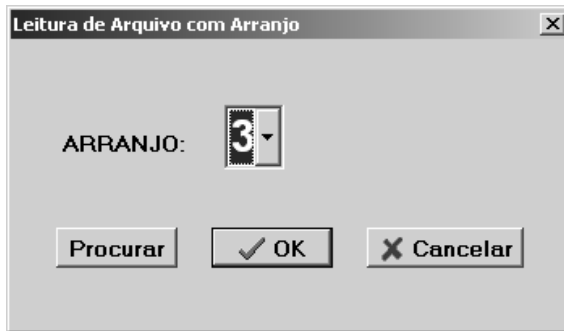 Leitura de Arquivo com Arranjo
ARRANJO: 3
Procurar OK Cancelar